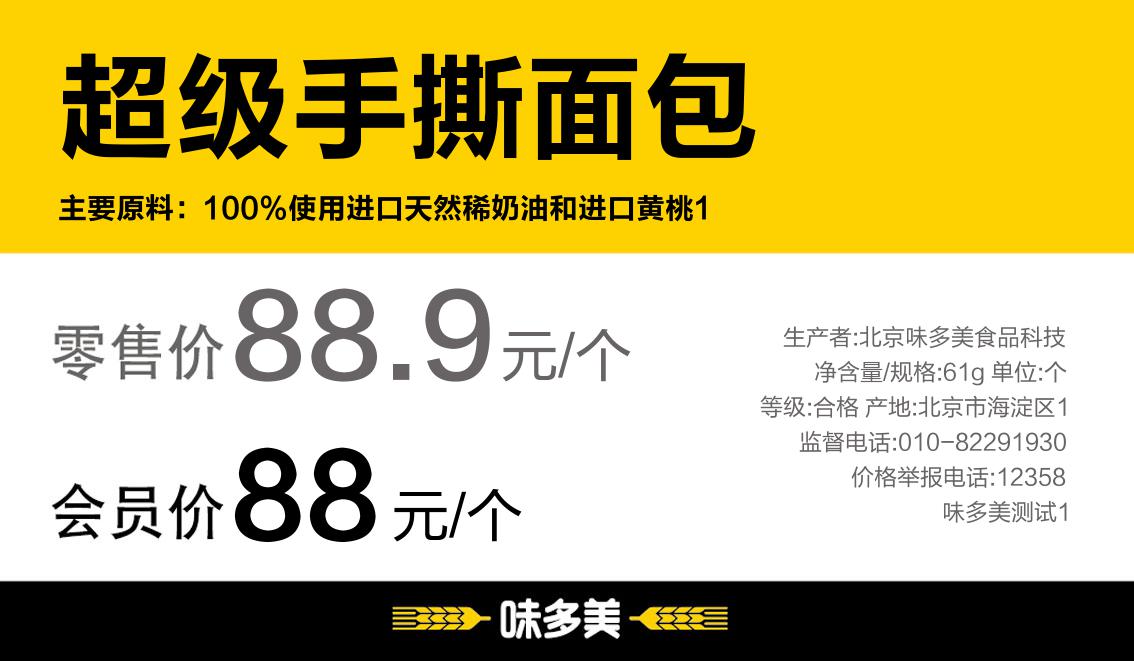 超级手撕面包
主要原料：100%使用进口天然稀奶油和进口黄桃1
零售价88.9元/个
会员价88元/个
生产者:北京味多美食品科技
净含量/规格:61g 单位:个
等级:合格 产地:北京市海淀区1
监督电话:010-82291930
价格举报电话:12358
味多美测试1
味多美